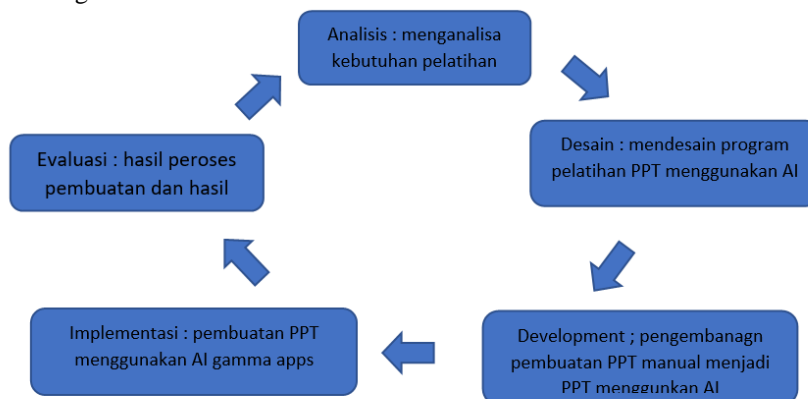 Analisis : menganalisa
kebutuhan pelatihan
Desain : mendesain program
pelatihan PPT menggunakan AI
Development ; pengembanagn
pembuatan PPT manual menjadi
PPT menggunkan AI
Implementasi : pembuatan PPT
menggunakan AI gamma apps
Evaluasi : hasil peroses
pembuatan dan hasil